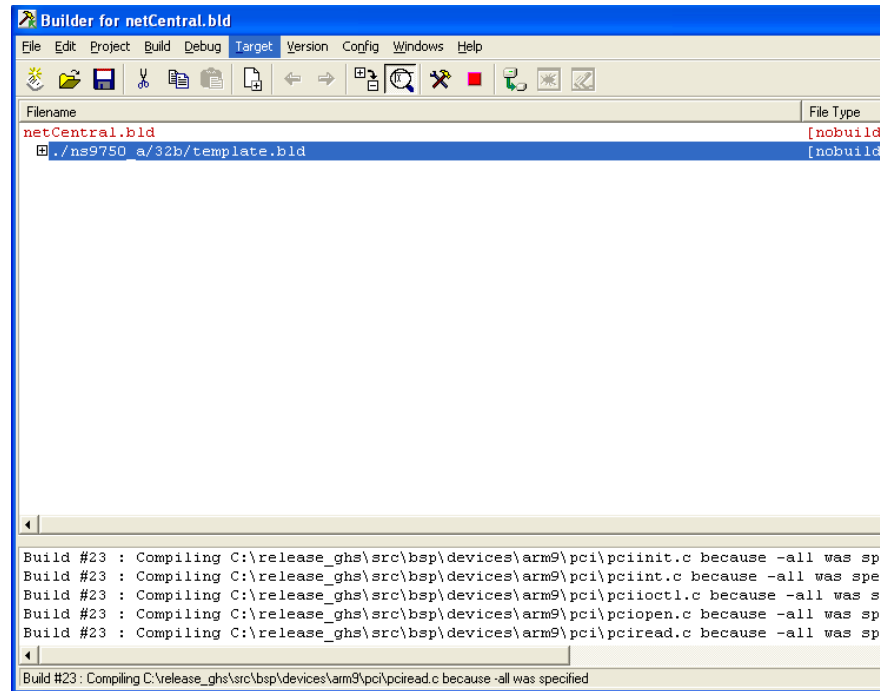 Builder for netCentral.bld
File Edit Project Build Debug Target Version Config Windows Help
Filename File Type
netCentral.bld [nobuild
./ns9750_a/32b/template.bld [nobuild
Build #23 : Compiling C:\release_ghs\src\bsp\devices\arm9\pci\pciinit.c because -all was sp
Build #23 : Compiling C:\release_ghs\src\bsp\devices\arm9\pci\pciint.c because -all was spe
Build #23 : Compiling C:\release_ghs\src\bsp\devices\arm9\pci\pciioctl.c because -all was s
Build #23 : Compiling C:\release_ghs\src\bsp\devices\arm9\pci\pciopen.c because -all was sp
Build #23 : Compiling C:\release_ghs\src\bsp\devices\arm9\pci\pciread.c because -all was sp
Build #23 : Compiling C:\release_ghs\src\bsp\devices\arm9\pci\pciread.c because -all was specified